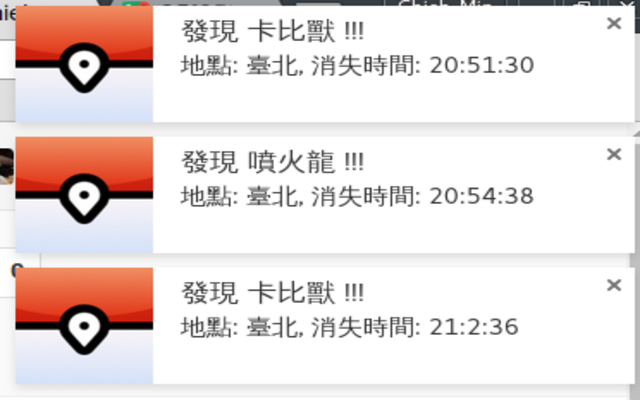 發現 卡比獸 !!!
地點: 臺北, 消失時間: 20:51:30
發現 噴火龍 !!!
地點: 臺北, 消失時間: 20:54:38
發現 卡比獸 !!!
地點: 臺北, 消失時間: 21:2:36